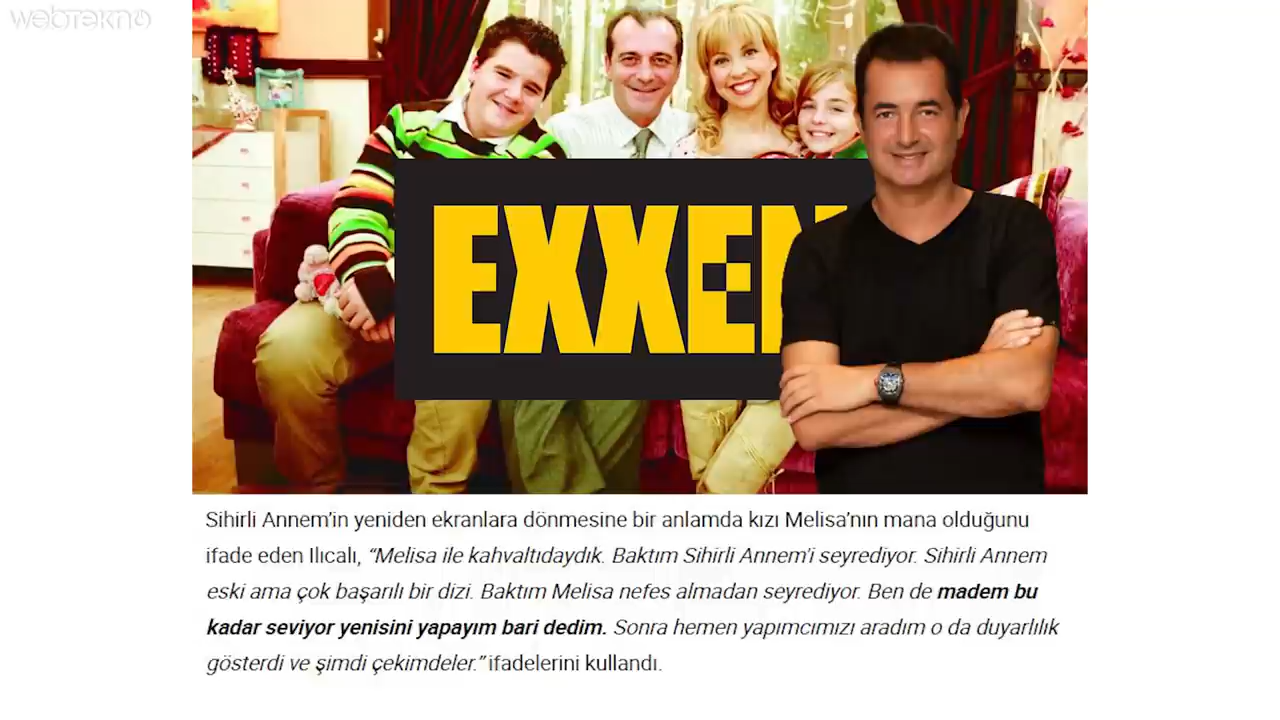 webtekno
EXXEN
Sihirli Annem’in yeniden ekranlara dönmesine bir anlamda kızı Melisa’nın mana olduğunu
ifade eden Ilıcalı, “Melisa ile kahvaltıdaydık. Baktım Sihirli Annem’i seyrediyor. Sihirli Annem
eski ama çok başarılı bir dizi. Baktım Melisa nefes almadan seyrediyor. Ben de madem bu
kadar seviyor yenisini yapayım bari dedim. Sonra hemen yapımcımızı aradım o da duyarlılık
gösterdi ve şimdi çekimdeler.” ifadelerini kullandı.